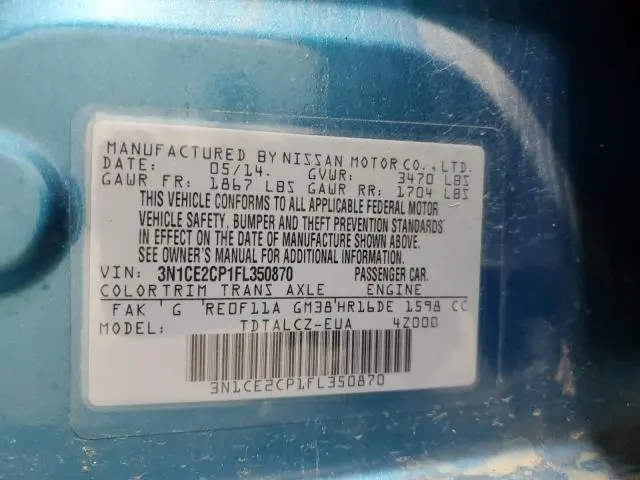 MANUFACTURED BY NISSAN MOTOR CO., LTD.
DATE: 05/14. GVWR: 3470 LBS
GAWR FR: 1867 LBS GAWR RR: 1704 LBS
THIS VEHICLE CONFORMS TO ALL APPLICABLE FEDERAL MOTOR
VEHICLE SAFETY, BUMPER AND THEFT PREVENTION STANDARDS
IN EFFECT ON THE DATE OF MANUFACTURE SHOWN ABOVE.
SEE OWNER'S MANUAL FOR ADDITIONAL INFORMATION.
VIN: 3N1CE2CP1FL350870 PASSENGER CAR.
COLOR TRIM TRANS AXLE ENGINE
FAK G RE0F11A GM38 HR16DE 1598 CC
MODEL: TDTALCZ-EUA 4Z000
3N1CE2CP1FL350870